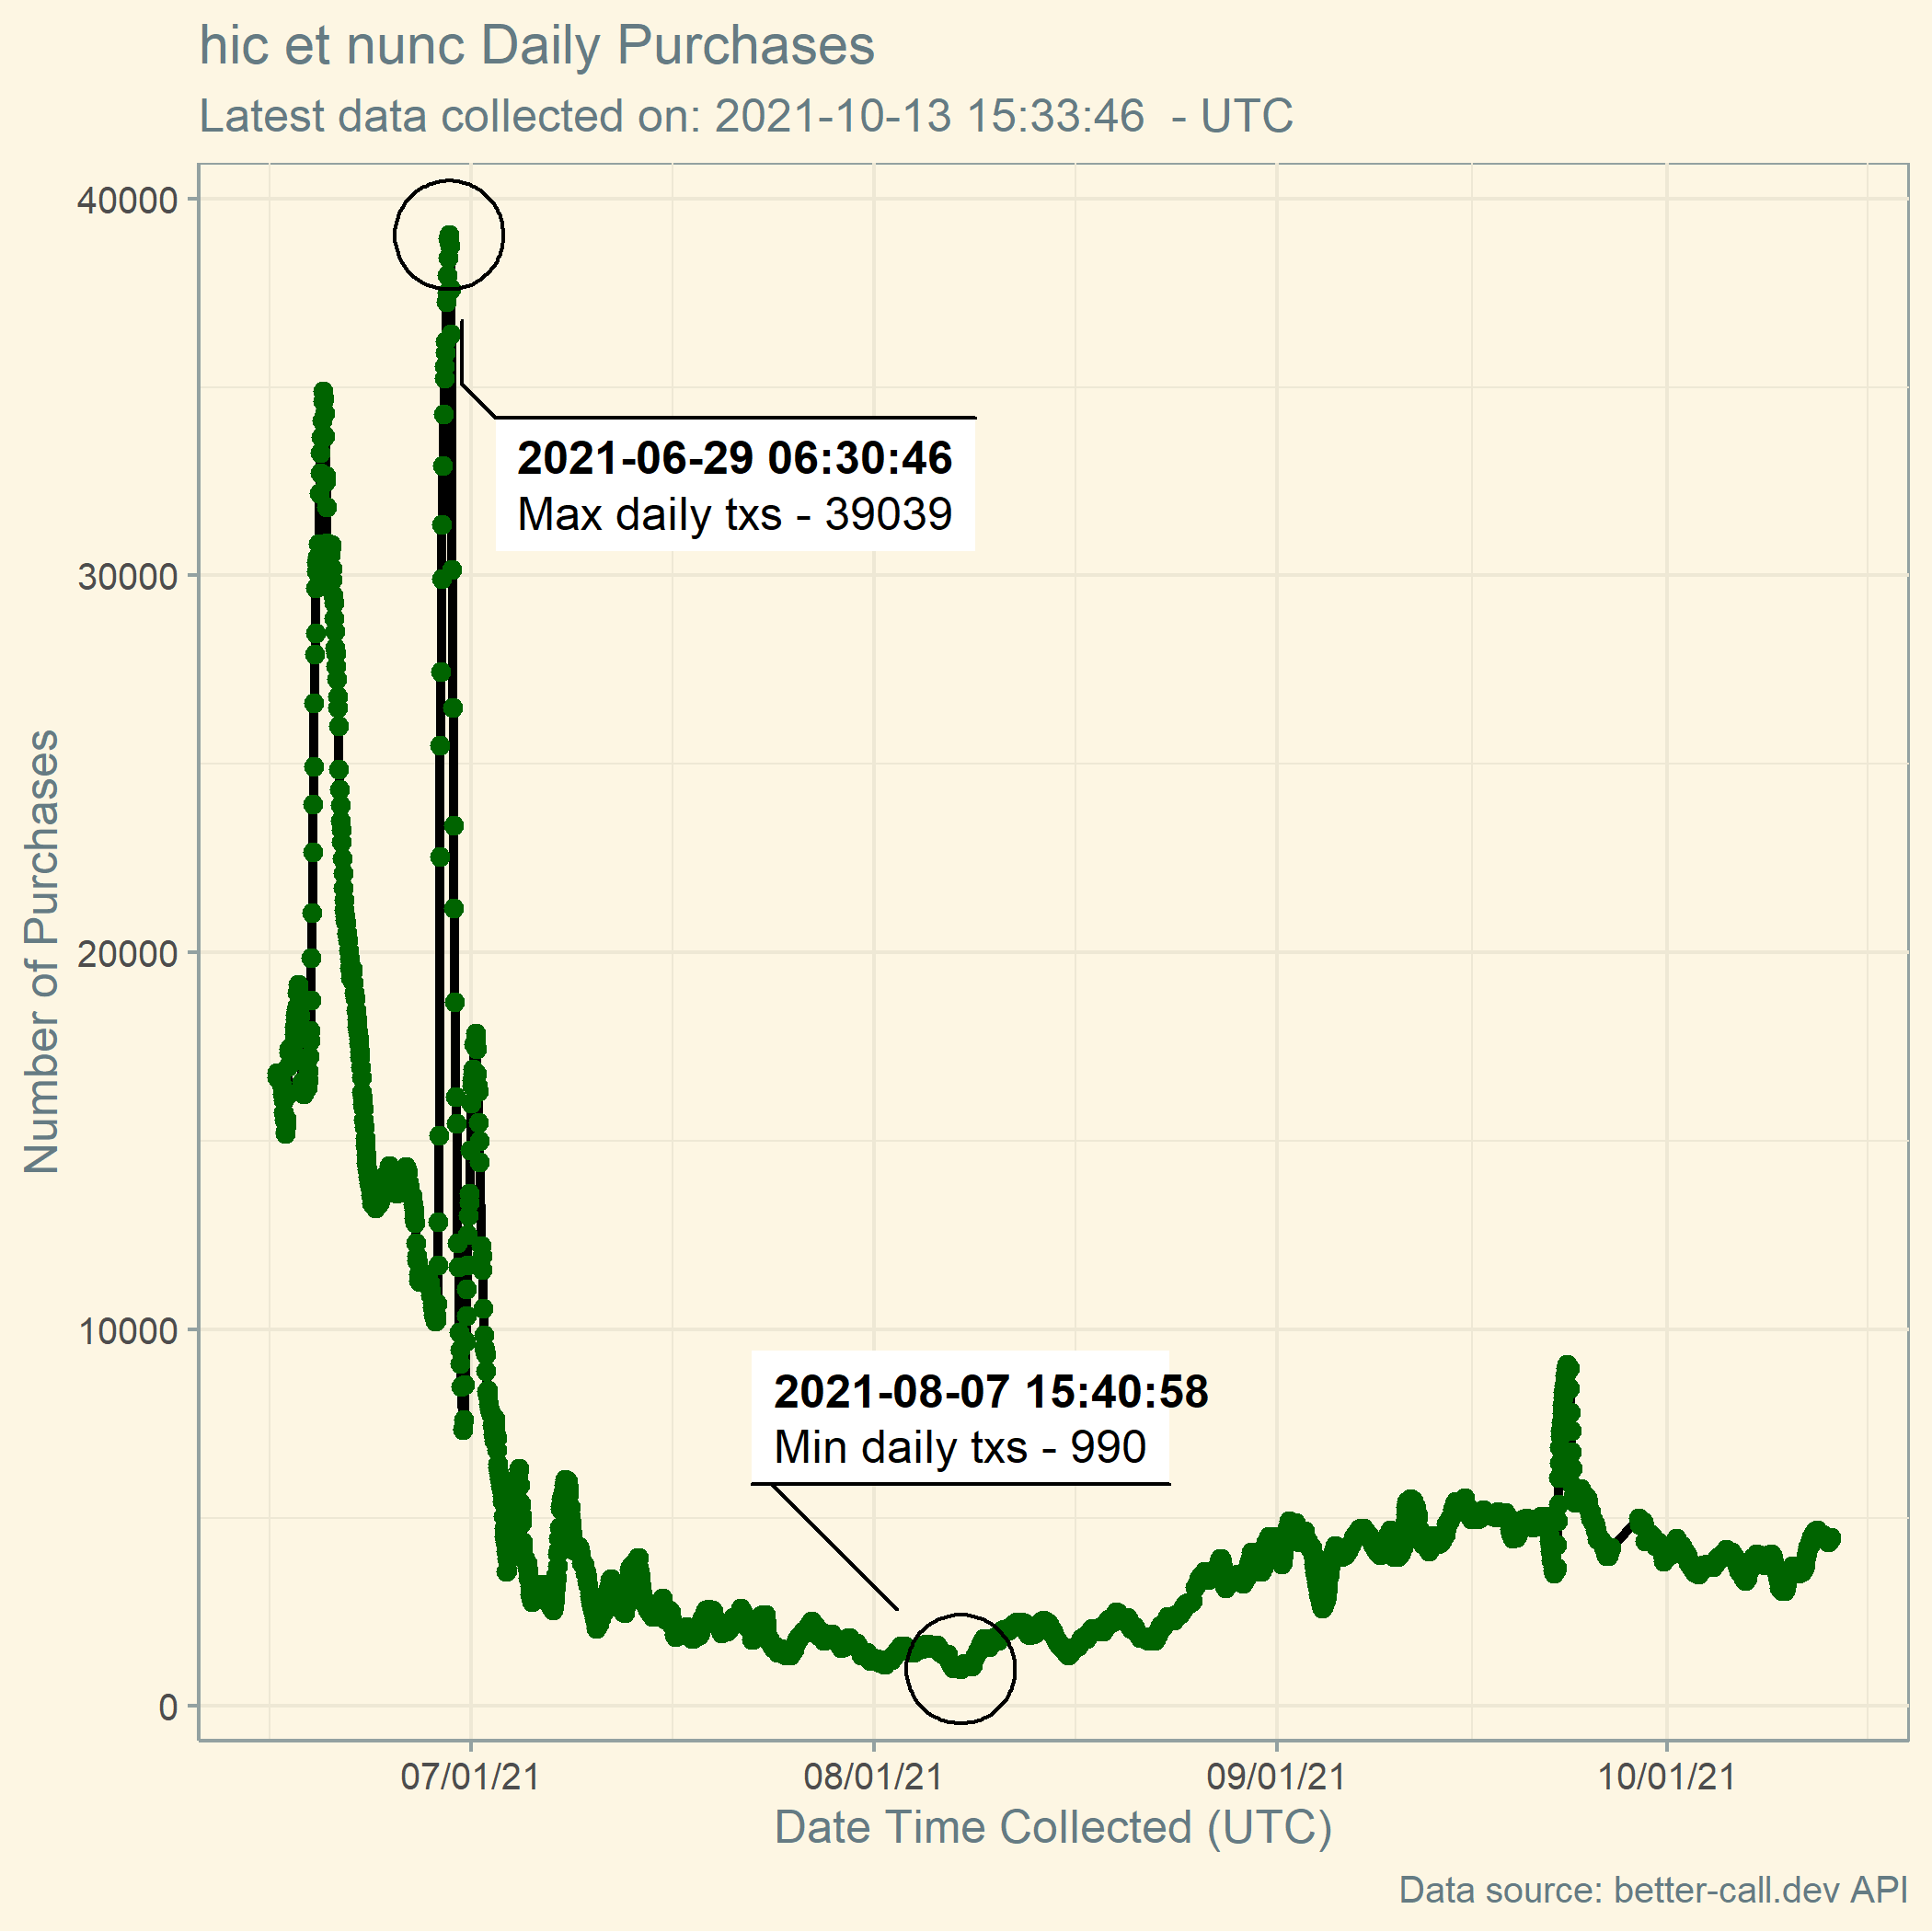 hic et nunc Daily Purchases
Latest data collected on: 2021-10-13 15:33:46  - UTC
40000
30000
20000
10000
0
Number of Purchases
2021-06-29 06:30:46
Max daily txs - 39039
2021-08-07 15:40:58
Min daily txs - 990
07/01/21
08/01/21
09/01/21
10/01/21
Date Time Collected (UTC)
Data source: better-call.dev API